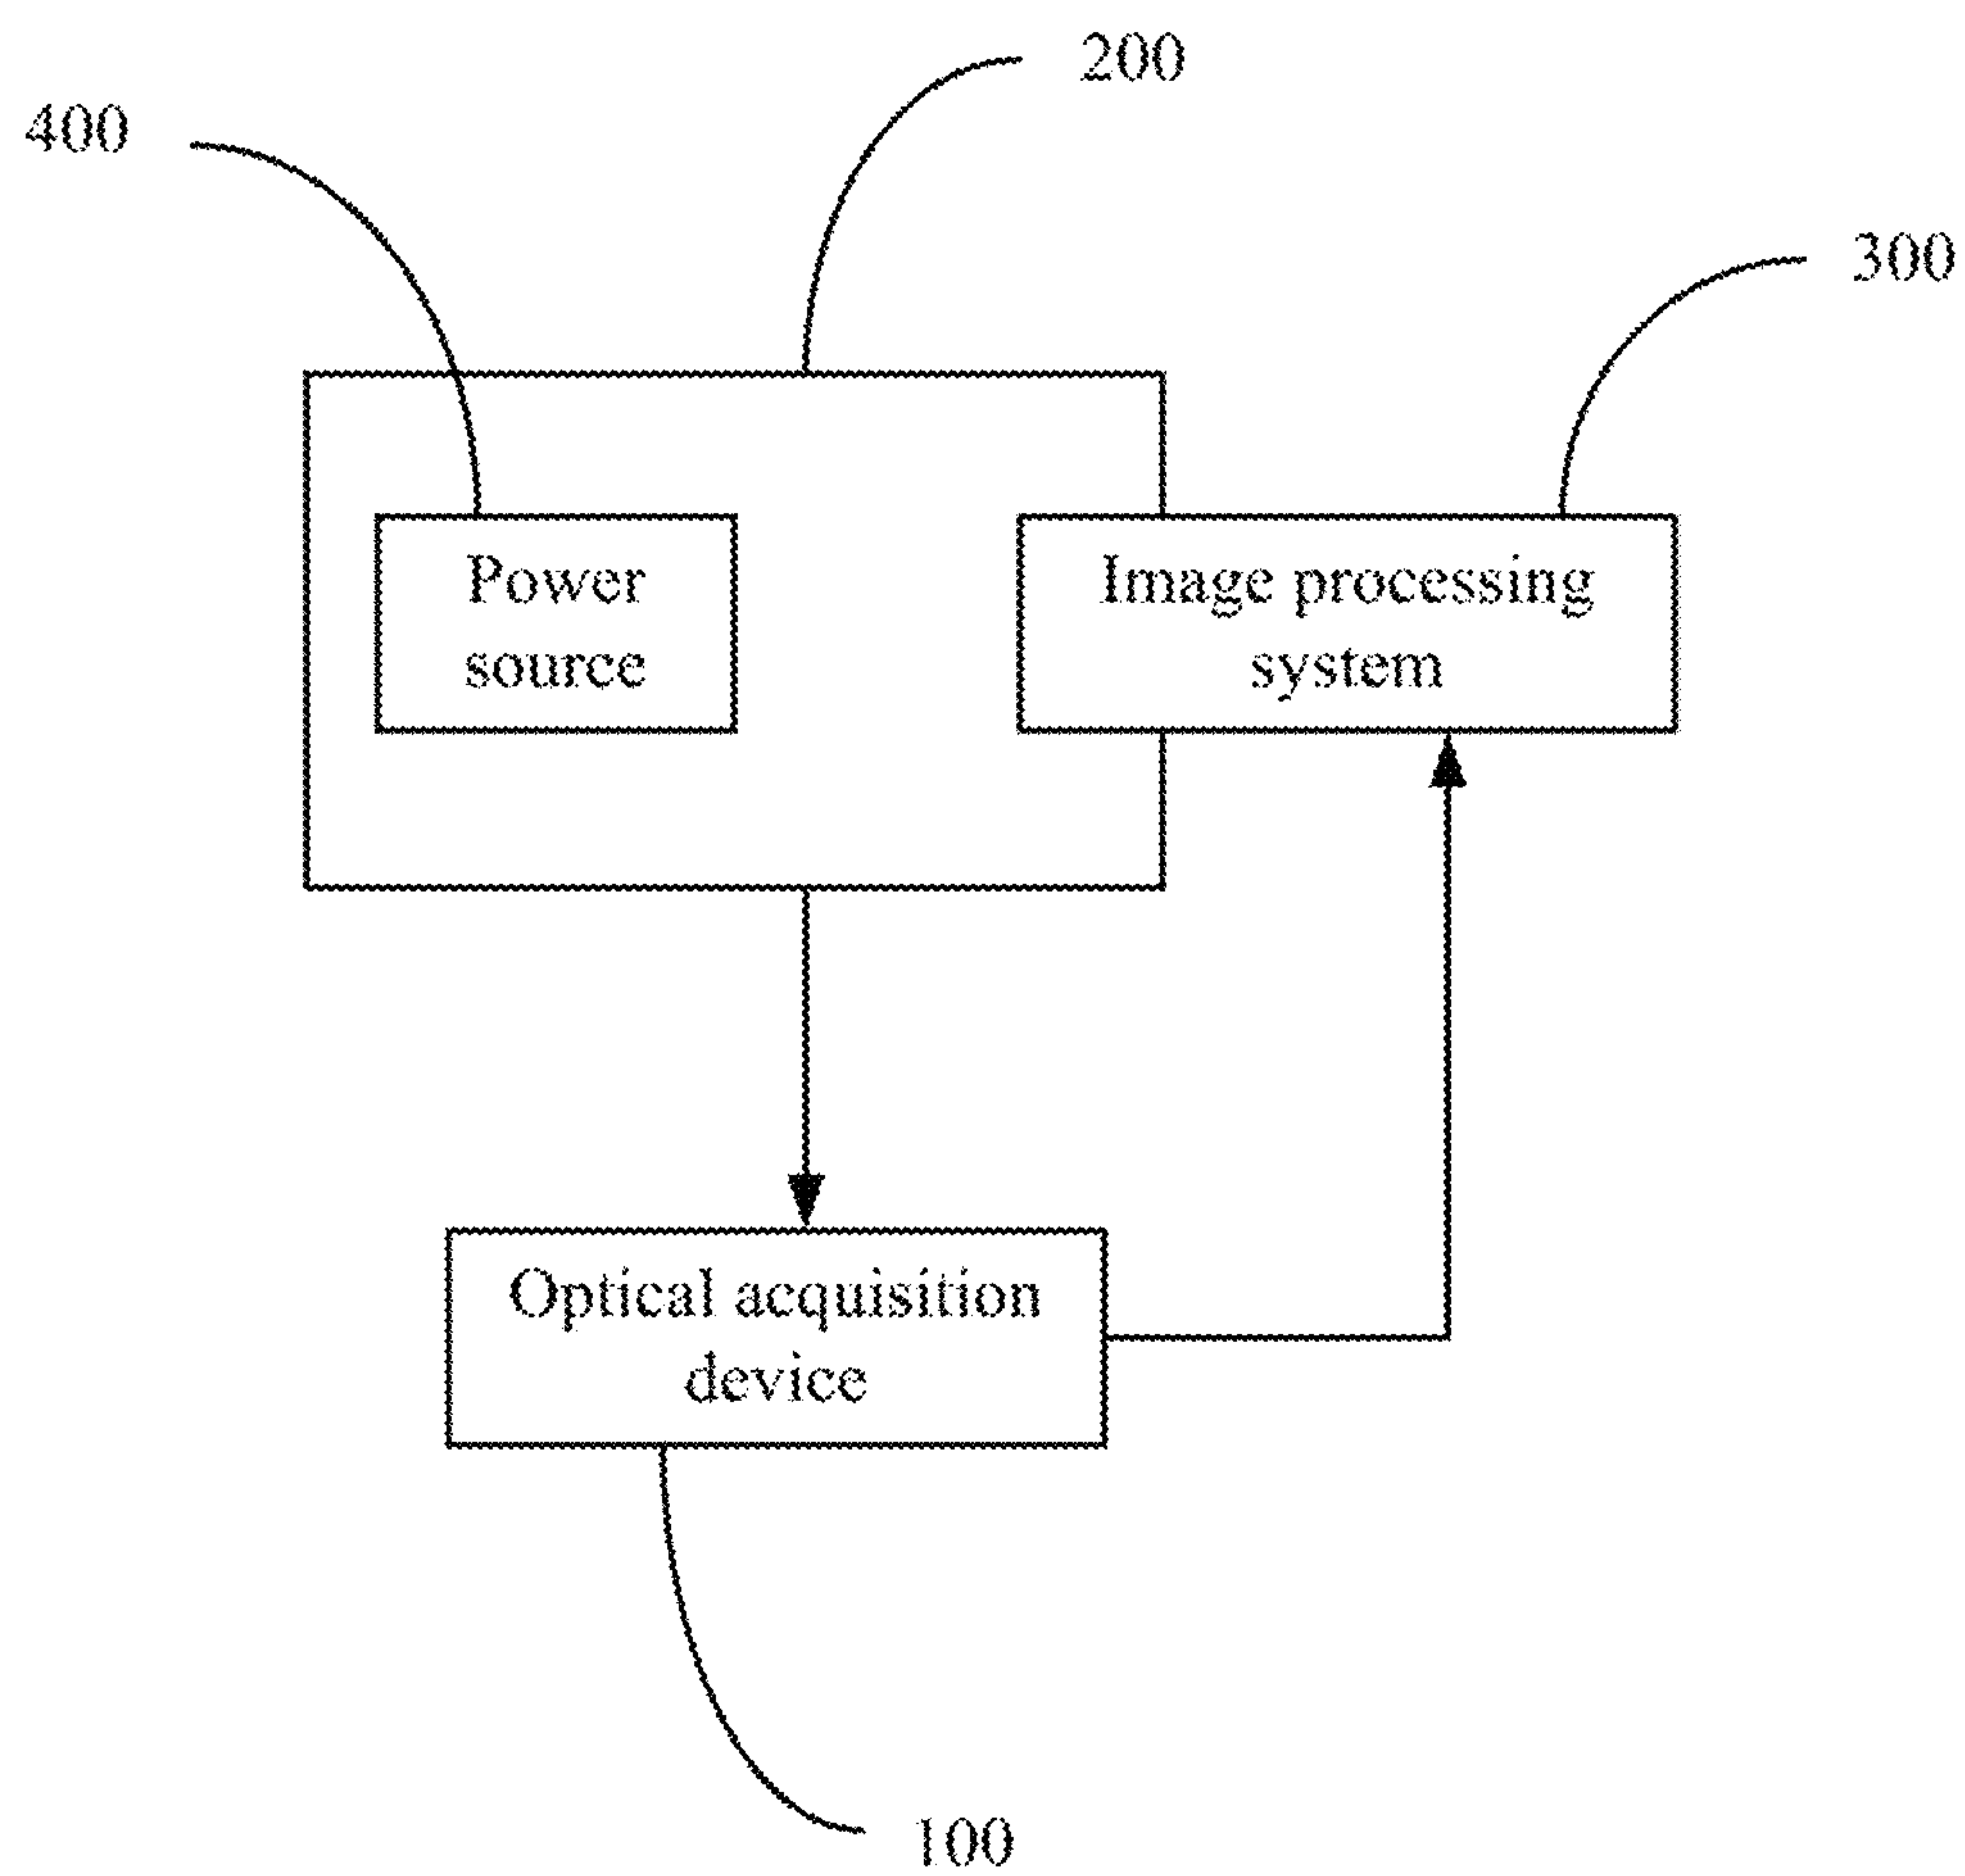 200
400
300
Power
source
Image processing
system
Optical acquisition
device
100